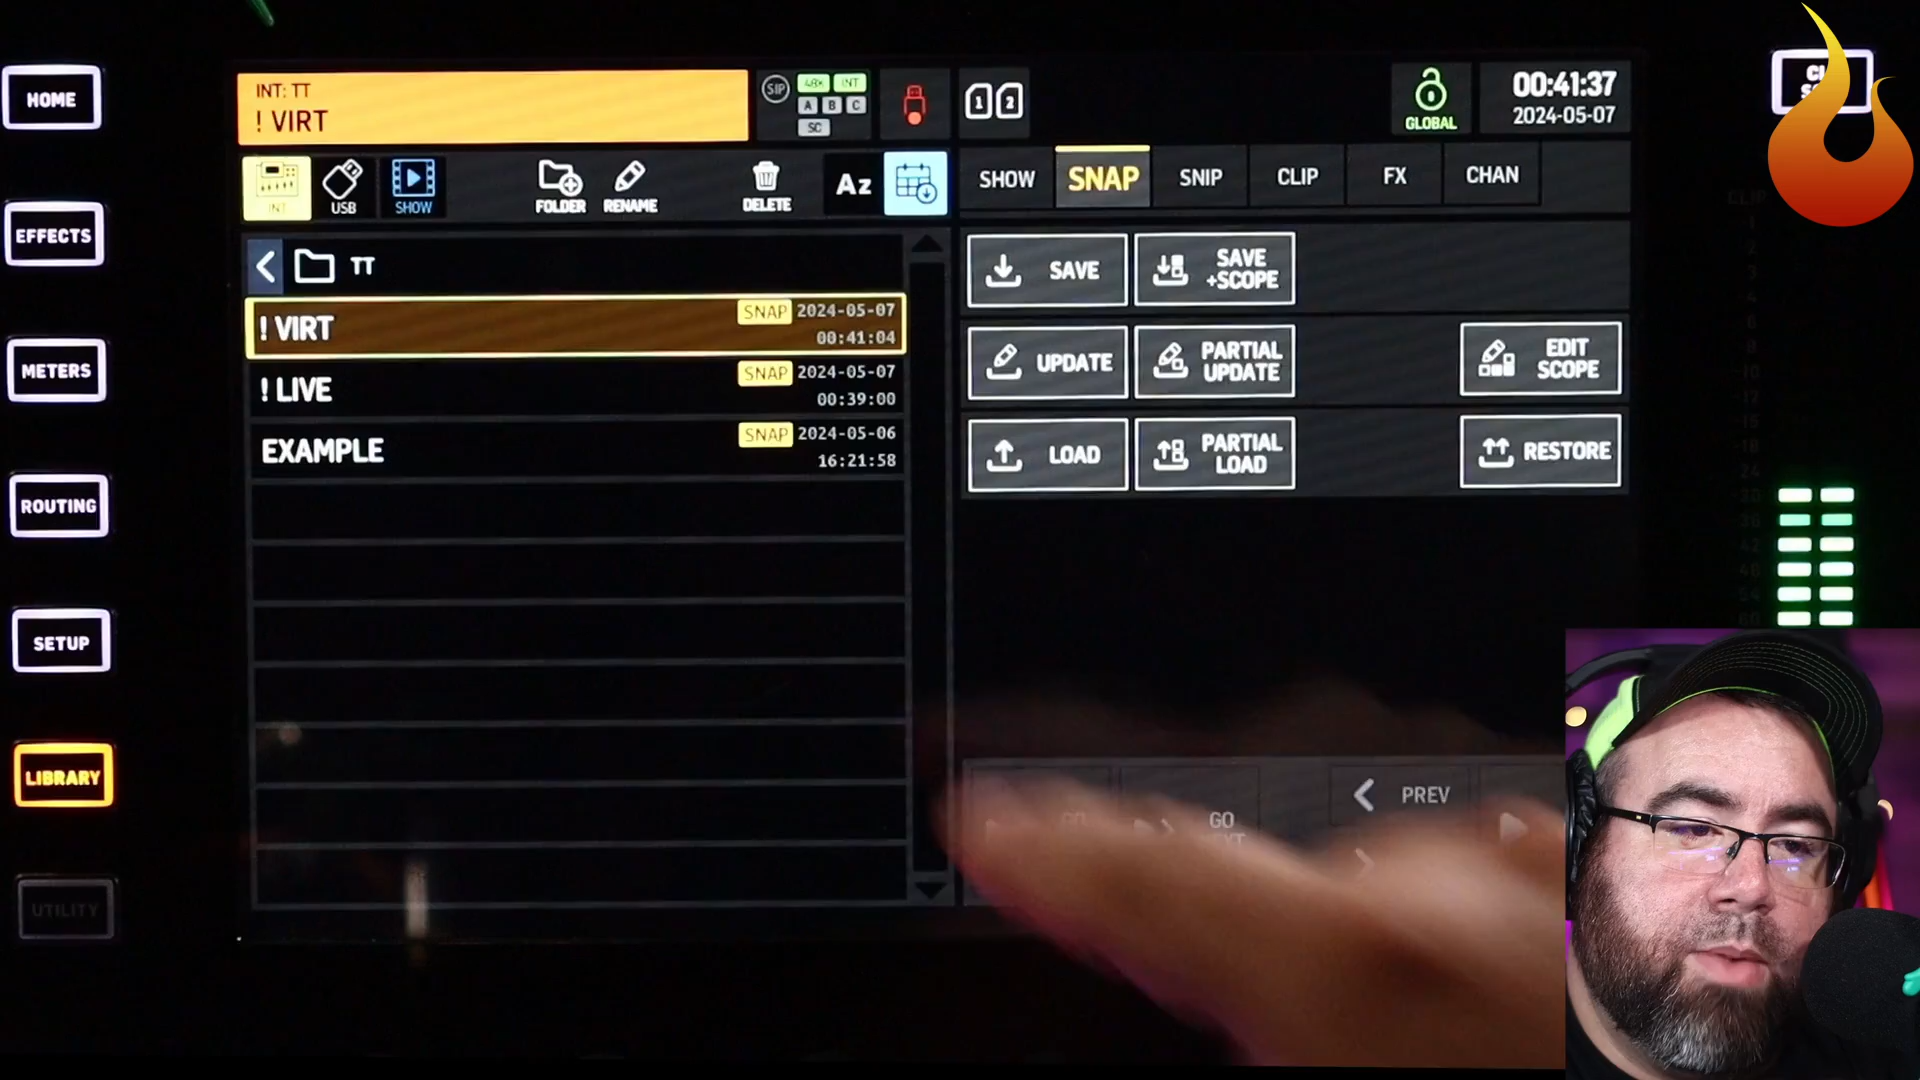 HOME
EFFECTS
METERS
ROUTING
SETUP
LIBRARY
UTILITY
INT: TT
! VIRT
SIP
48K INT
A B C
SC
1 2
GLOBAL
00:41:37
2024-05-07
INT
USB
SHOW
FOLDER
RENAME
DELETE
AZ
SHOW
SNAP
SNIP
CLIP
FX
CHAN
TT
! VIRT
SNAP 2024-05-07
00:41:04
! LIVE
SNAP 2024-05-07
00:39:00
EXAMPLE
SNAP 2024-05-06
16:21:58
SAVE
SAVE
+SCOPE
UPDATE
PARTIAL
UPDATE
EDIT
SCOPE
LOAD
PARTIAL
LOAD
RESTORE
GO
GO
PREV